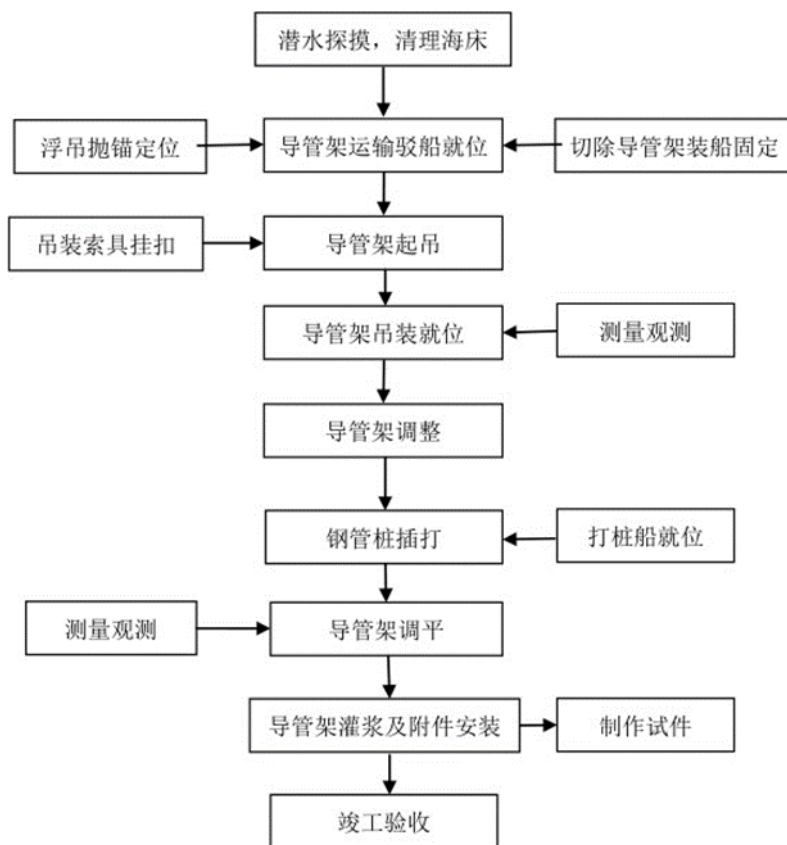 潜水探摸，清理海床
浮吊抛锚定位
导管架运输驳船就位
切除导管架装船固定
吊装索具挂扣
导管架起吊
导管架吊装就位
测量观测
导管架调整
钢管桩插打
打桩船就位
测量观测
导管架调平
导管架灌浆及附件安装
制作试件
竣工验收